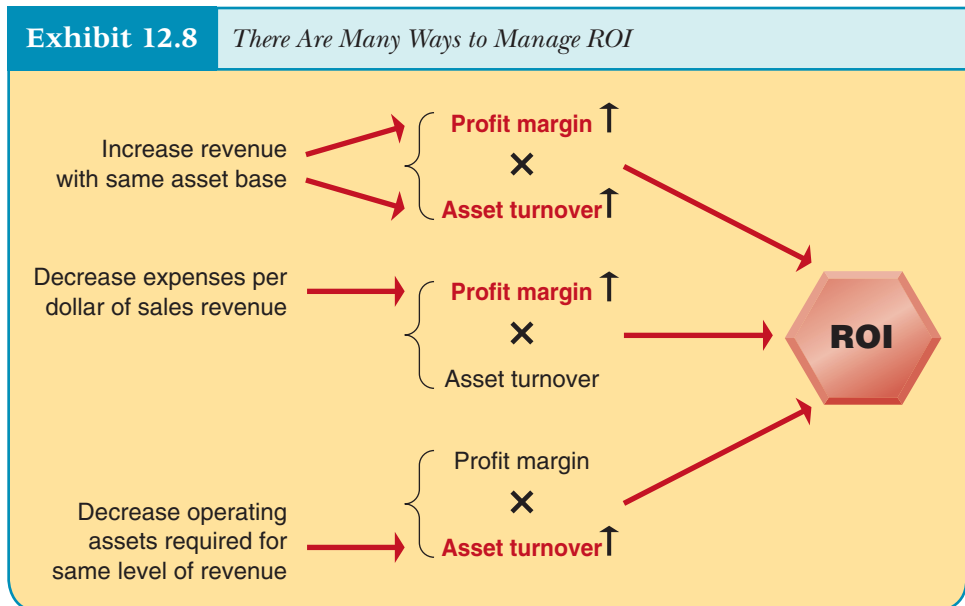 Exhibit 12.8 There Are Many Ways to Manage ROI
Increase revenue
with same asset base
Profit margin ↑
×
Asset turnover ↑
Decrease expenses per
dollar of sales revenue
Profit margin ↑
×
Asset turnover
ROI
Decrease operating
assets required for
same level of revenue
Profit margin
×
Asset turnover ↑